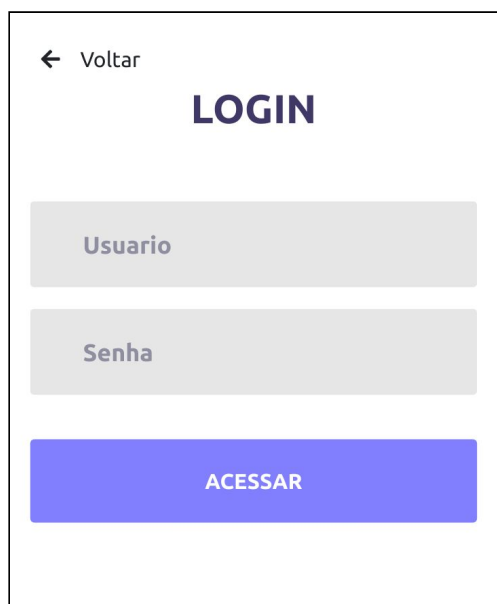 Voltar
LOGIN
Usuario
Senha
ACESSAR